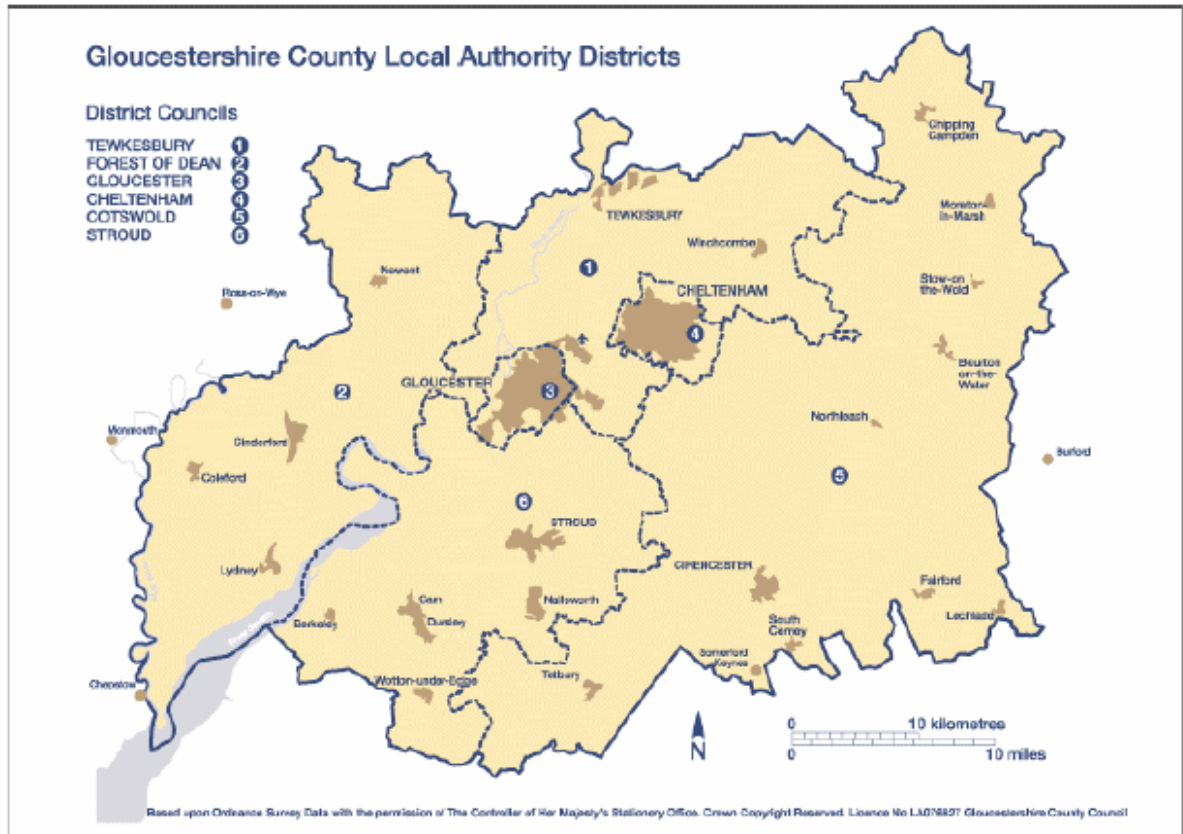 Gloucestershire County Local Authority Districts
District Councils
TEWKESBURY 1
FOREST OF DEAN 2
GLOUCESTER 3
CHELTENHAM 4
COTSWOLD 5
STROUD 6
Chipping
Campden
Moreton-
in-Marsh
TEWKESBURY
Winchcombe
1
Newent
Stow-on
the-Wold
Ross-on-Wye
CHELTENHAM
4
Bourton
on-the-
Water
GLOUCESTER
3
2
Northleach
Monmouth
Cinderford
Burford
Coleford
5
6
STROUD
Lydney
CIRENCESTER
Fairford
Cam
Nailsworth
Lechlade
Berkeley
Dursley
South
Cerney
Somerford
Keynes
Chepstow
Wotton-under-Edge
Tetbury
N
0 10 kilometres
0 10 miles
Based upon Ordnance Survey Data with the permission of The Controller of Her Majesty's Stationery Office. Crown Copyright Reserved. Licence No Gloucestershire County Council